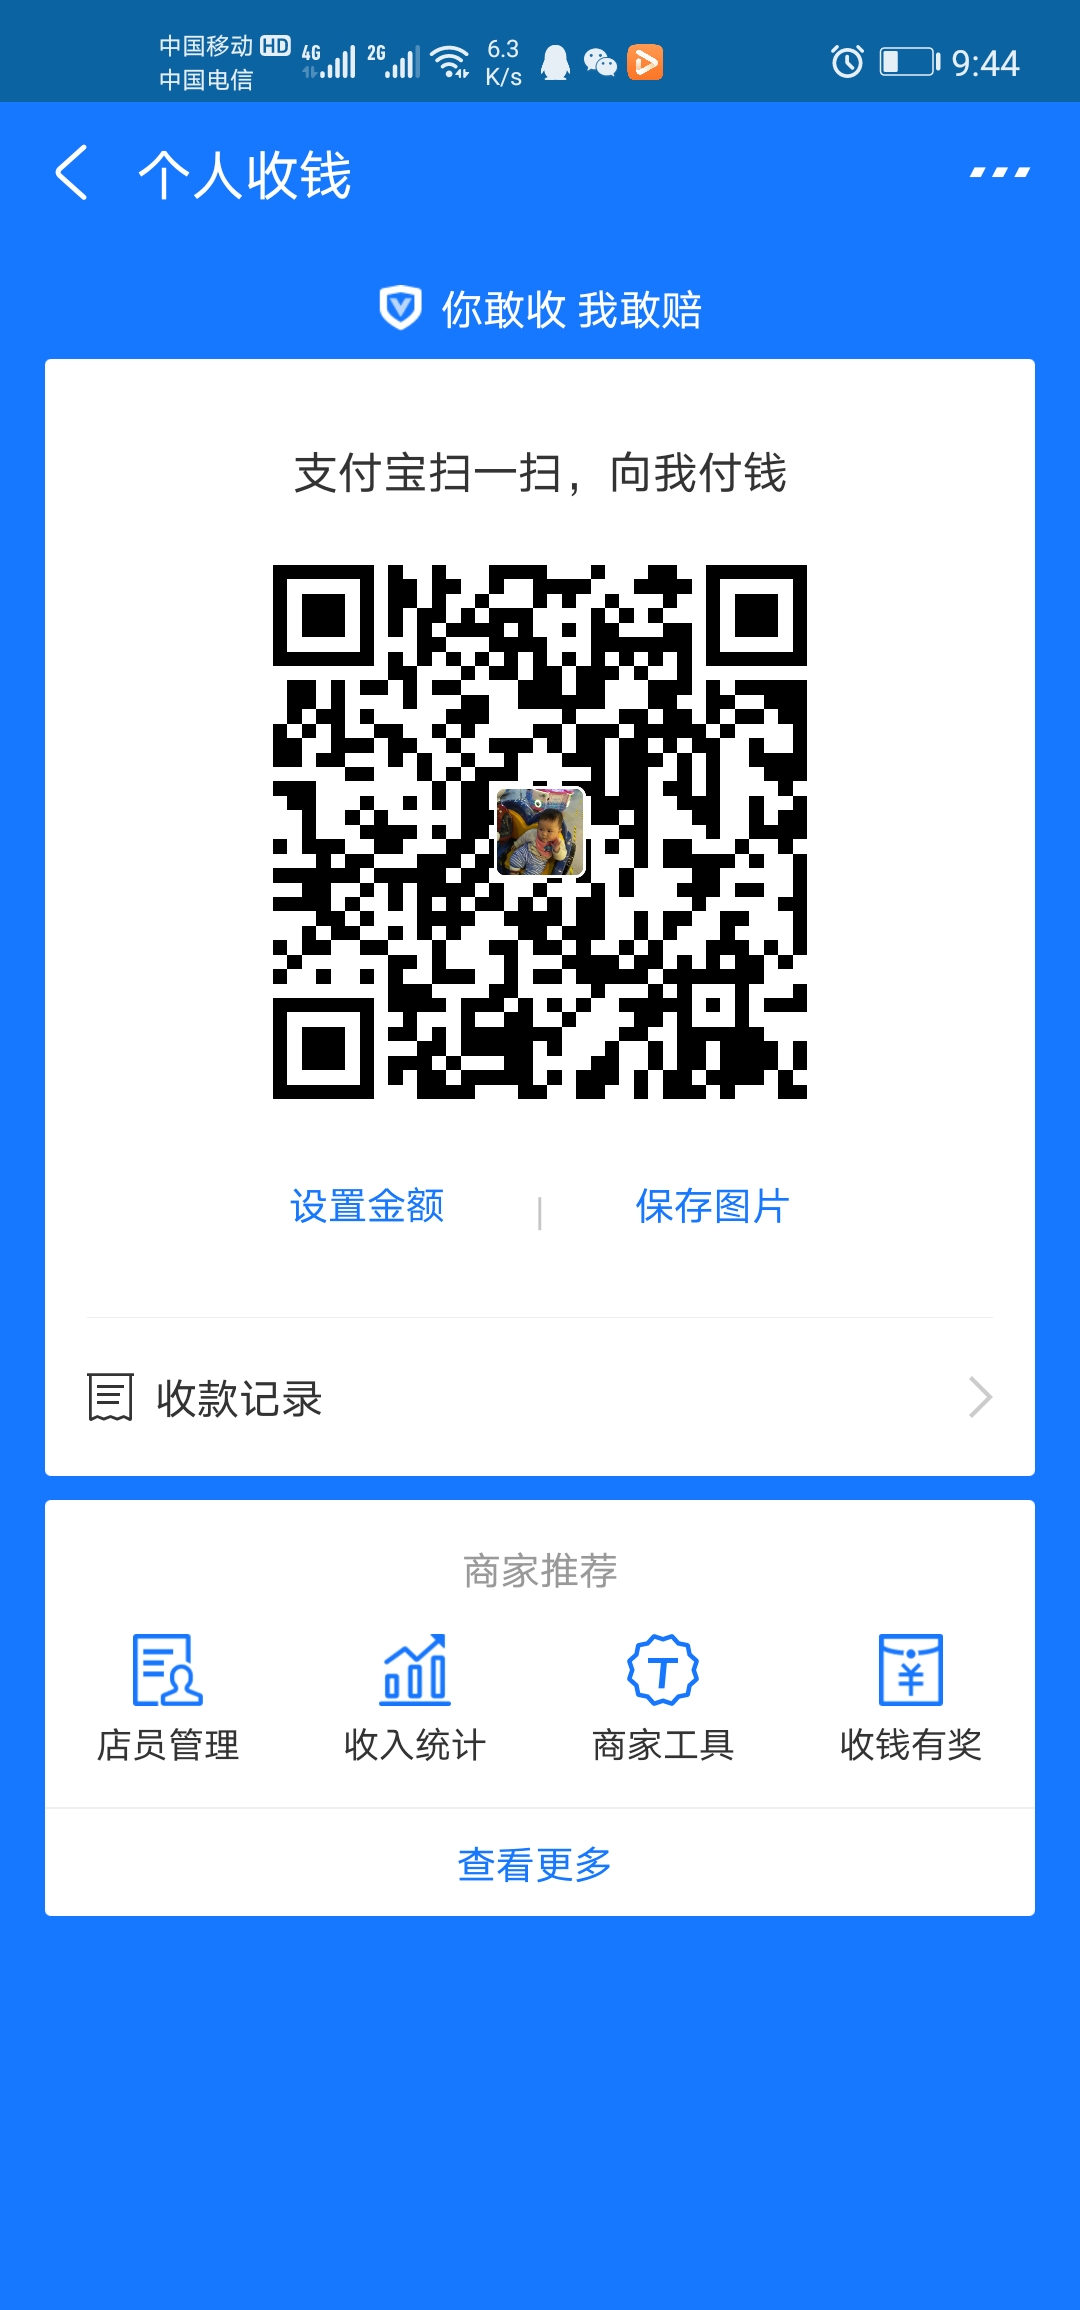 中国移动 HD
中国电信
4G
2G
6.3
K/s
9:44
个人收钱
你敢收 我敢赔
支付宝扫一扫，向我付钱
设置金额 | 保存图片
收款记录
商家推荐
店员管理 收入统计 商家工具 收钱有奖
查看更多